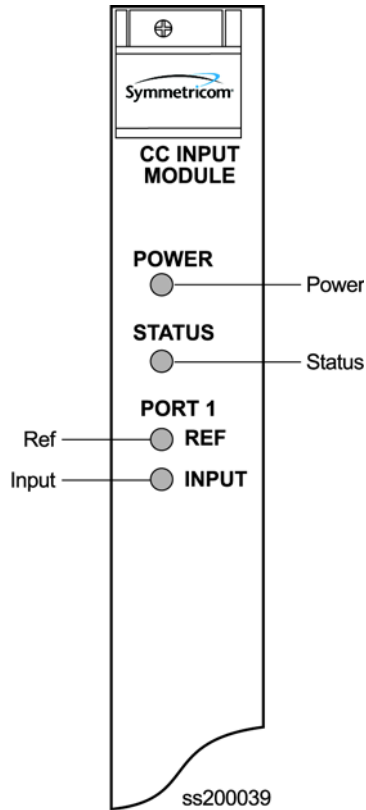 Symmetricom
CC INPUT
MODULE
POWER
Power
STATUS
Status
PORT 1
Ref REF
Input INPUT
ss200039